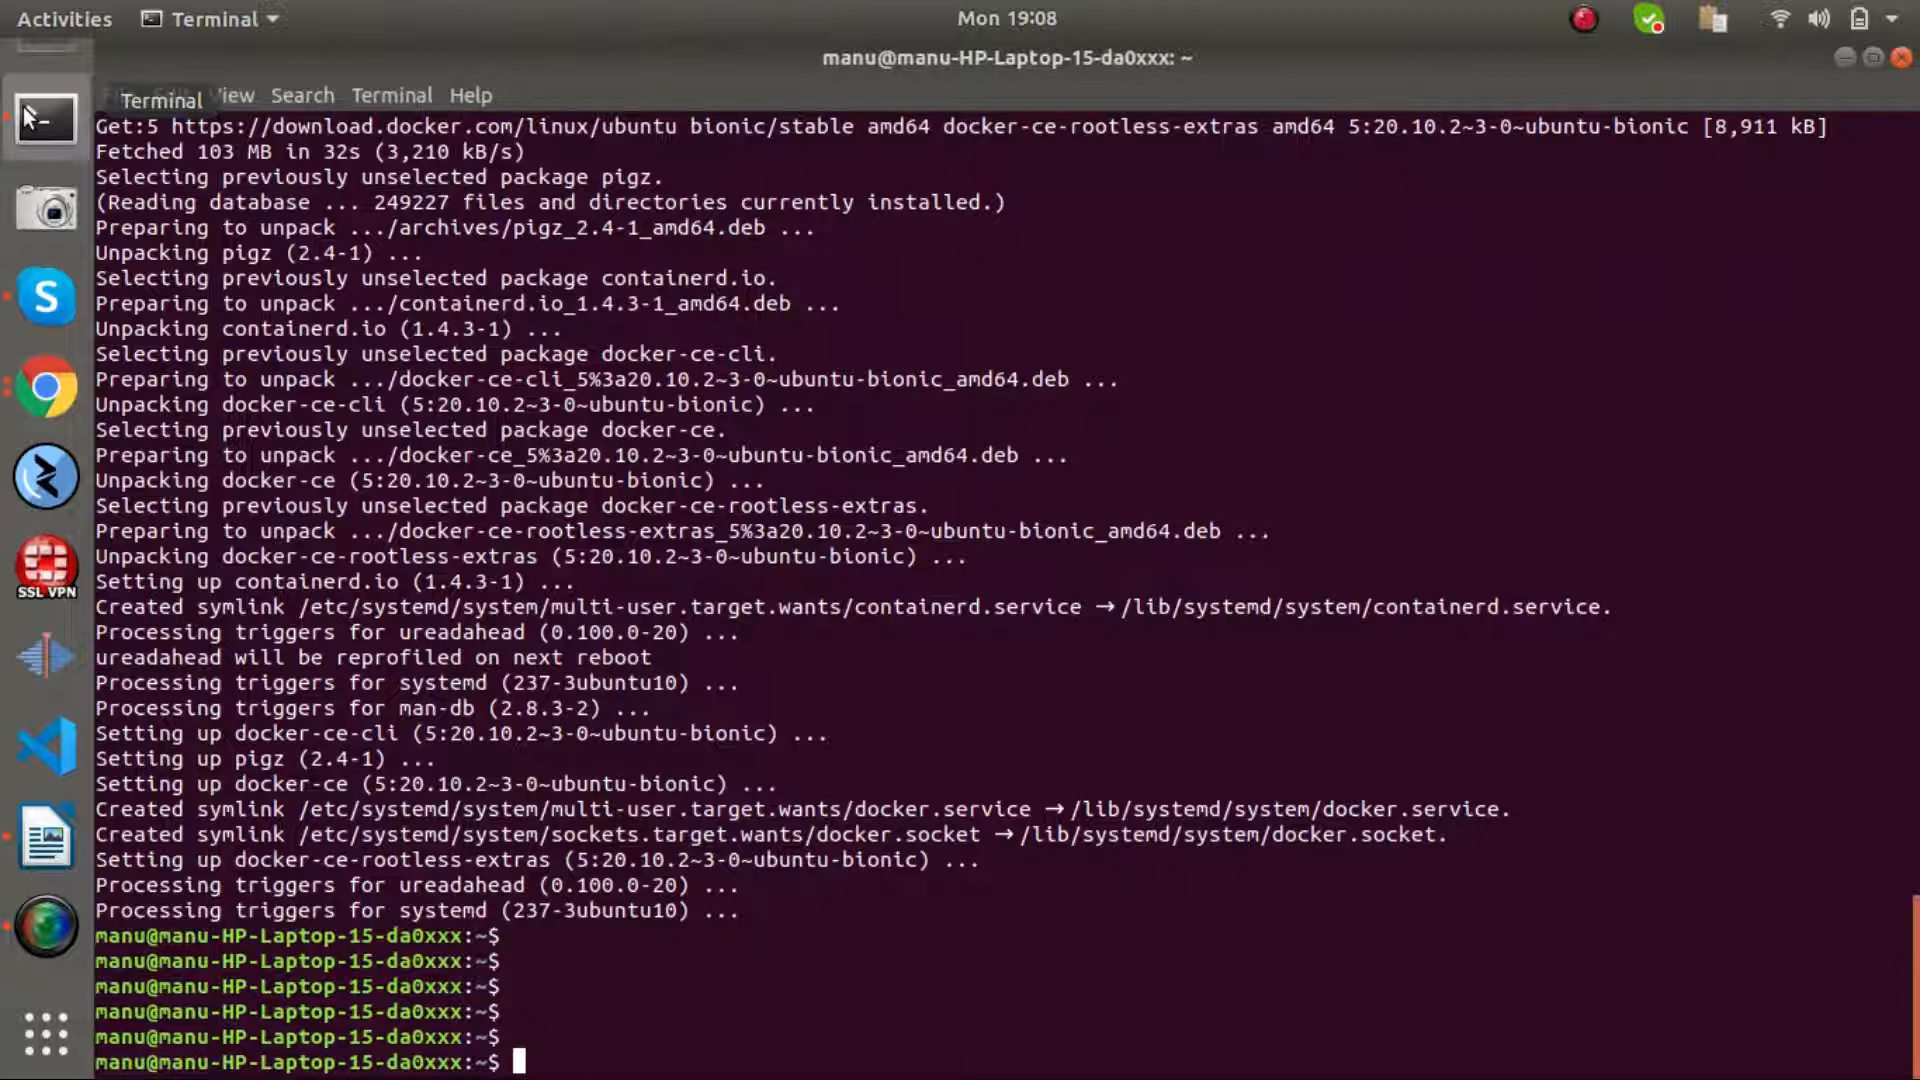 Activities Terminal Mon 19:08
manu@manu-HP-Laptop-15-da0xxx: ~
Terminal View Search Terminal Help
Get:5 https://download.docker.com/linux/ubuntu bionic/stable amd64 docker-ce-rootless-extras amd64 5:20.10.2~3-0~ubuntu-bionic [8,911 kB]
Fetched 103 MB in 32s (3,210 kB/s)
Selecting previously unselected package pigz.
(Reading database ... 249227 files and directories currently installed.)
Preparing to unpack .../archives/pigz_2.4-1_amd64.deb ...
Unpacking pigz (2.4-1) ...
Selecting previously unselected package containerd.io.
Preparing to unpack .../containerd.io_1.4.3-1_amd64.deb ...
Unpacking containerd.io (1.4.3-1) ...
Selecting previously unselected package docker-ce-cli.
Preparing to unpack .../docker-ce-cli_5%3a20.10.2~3-0~ubuntu-bionic_amd64.deb ...
Unpacking docker-ce-cli (5:20.10.2~3-0~ubuntu-bionic) ...
Selecting previously unselected package docker-ce.
Preparing to unpack .../docker-ce_5%3a20.10.2~3-0~ubuntu-bionic_amd64.deb ...
Unpacking docker-ce (5:20.10.2~3-0~ubuntu-bionic) ...
Selecting previously unselected package docker-ce-rootless-extras.
Preparing to unpack .../docker-ce-rootless-extras_5%3a20.10.2~3-0~ubuntu-bionic_amd64.deb ...
Unpacking docker-ce-rootless-extras (5:20.10.2~3-0~ubuntu-bionic) ...
Setting up containerd.io (1.4.3-1) ...
Created symlink /etc/systemd/system/multi-user.target.wants/containerd.service → /lib/systemd/system/containerd.service.
Processing triggers for ureadahead (0.100.0-20) ...
ureadahead will be reprofiled on next reboot
Processing triggers for systemd (237-3ubuntu10) ...
Processing triggers for man-db (2.8.3-2) ...
Setting up docker-ce-cli (5:20.10.2~3-0~ubuntu-bionic) ...
Setting up pigz (2.4-1) ...
Setting up docker-ce (5:20.10.2~3-0~ubuntu-bionic) ...
Created symlink /etc/systemd/system/multi-user.target.wants/docker.service → /lib/systemd/system/docker.service.
Created symlink /etc/systemd/system/sockets.target.wants/docker.socket → /lib/systemd/system/docker.socket.
Setting up docker-ce-rootless-extras (5:20.10.2~3-0~ubuntu-bionic) ...
Processing triggers for ureadahead (0.100.0-20) ...
Processing triggers for systemd (237-3ubuntu10) ...
manu@manu-HP-Laptop-15-da0xxx:~$
manu@manu-HP-Laptop-15-da0xxx:~$
manu@manu-HP-Laptop-15-da0xxx:~$
manu@manu-HP-Laptop-15-da0xxx:~$
manu@manu-HP-Laptop-15-da0xxx:~$
manu@manu-HP-Laptop-15-da0xxx:~$
S
SSL VPN